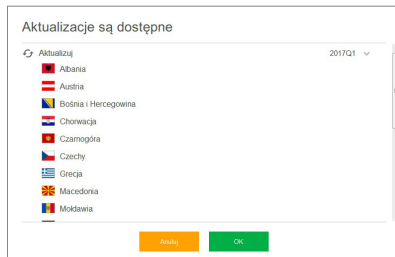 Aktualizacje są dostępne
Aktualizuj 2017Q1
Albania
Austria
Bośnia i Hercegowina
Chorwacja
Czarnogóra
Czechy
Grecja
Macedonia
Mołdawia
Anuluj OK